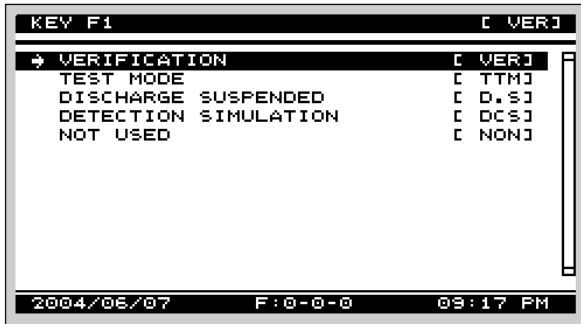 KEY F1 [ VER]
→ VERIFICATION [ VER]
TEST MODE [ TTM]
DISCHARGE SUSPENDED [ D.S]
DETECTION SIMULATION [ DCS]
NOT USED [ NON]
2004/06/07 F:0-0-0 09:17 PM